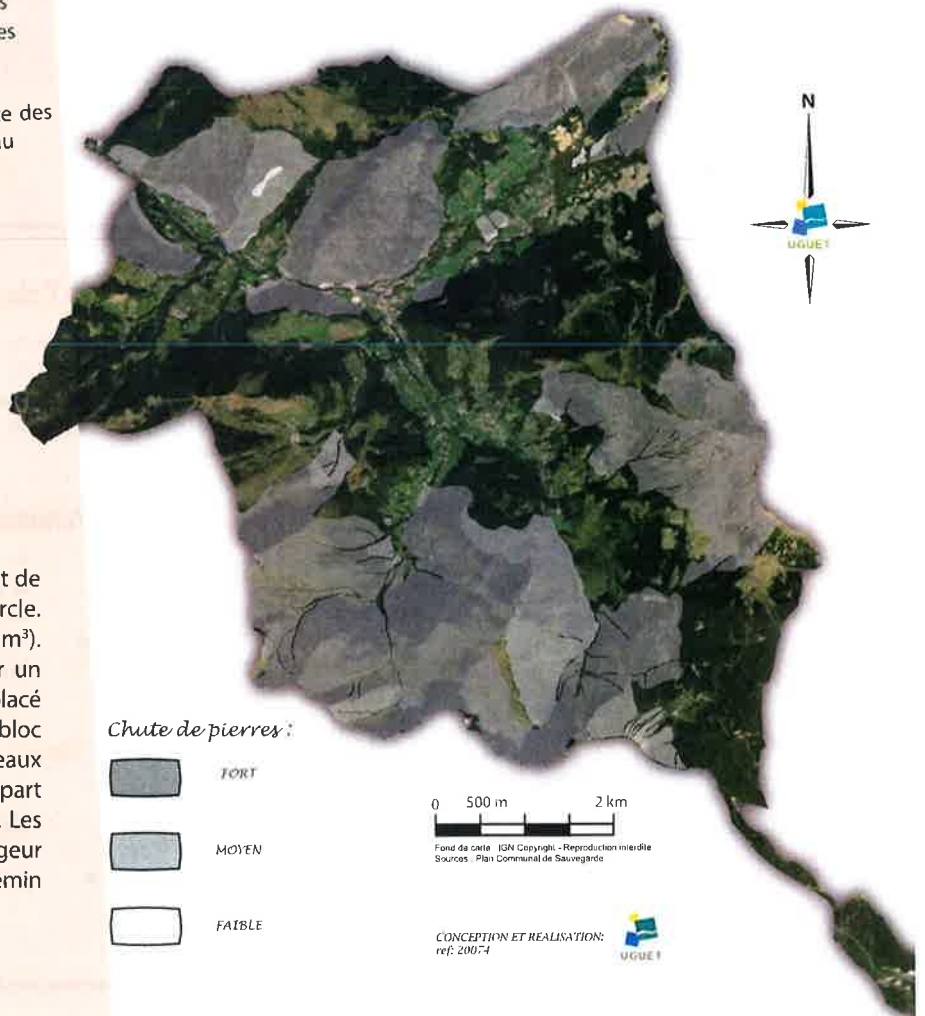 s
es
e des
au
N
UGUET
t de
rcle.
m³).
r un
lacé
bloc
eaux
part
. Les
geur
emin
Chute de pierres :
FORT
MOYEN
FAIBLE
0 500 m 2 km
Fond de carte IGN Copyright - Reproduction interdite
Sources : Plan Communal de Sauvegarde
CONCEPTION ET REALISATION:
ref: 20074
UGUET